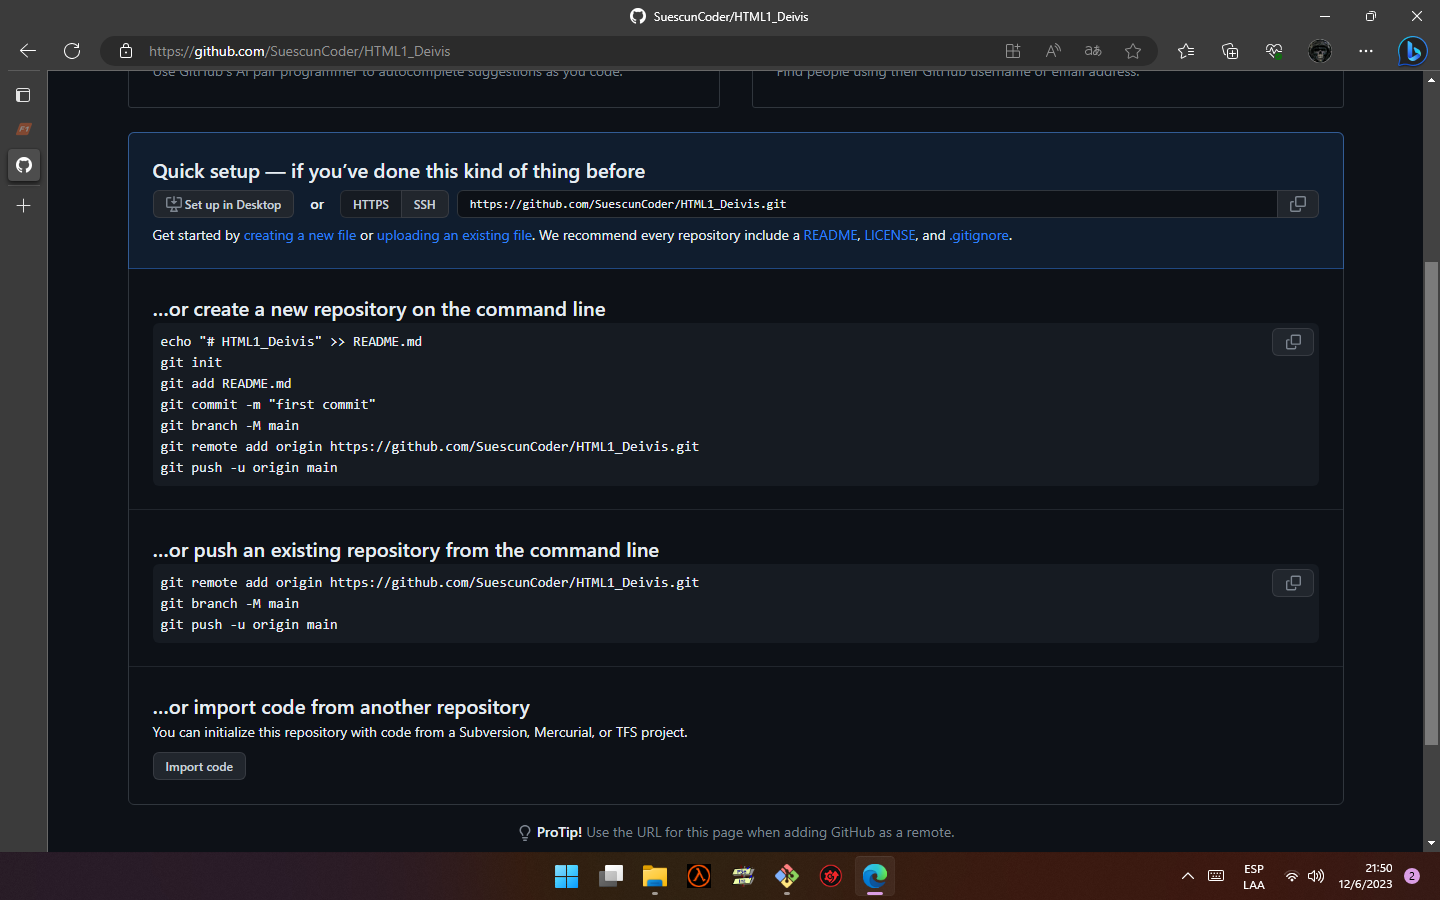 SuescunCoder/HTML1_Deivis
https://github.com/SuescunCoder/HTML1_Deivis
Use GitHub's AI pair programmer to autocomplete suggestions as you code.
Find people using their GitHub username or email address.
Quick setup — if you’ve done this kind of thing before
Set up in Desktop or HTTPS SSH https://github.com/SuescunCoder/HTML1_Deivis.git
Get started by creating a new file or uploading an existing file. We recommend every repository include a README, LICENSE, and .gitignore.
…or create a new repository on the command line
echo "# HTML1_Deivis" >> README.md
git init
git add README.md
git commit -m "first commit"
git branch -M main
git remote add origin https://github.com/SuescunCoder/HTML1_Deivis.git
git push -u origin main
…or push an existing repository from the command line
git remote add origin https://github.com/SuescunCoder/HTML1_Deivis.git
git branch -M main
git push -u origin main
…or import code from another repository
You can initialize this repository with code from a Subversion, Mercurial, or TFS project.
Import code
ProTip! Use the URL for this page when adding GitHub as a remote.
ESP
LAA
21:50
12/6/2023
2